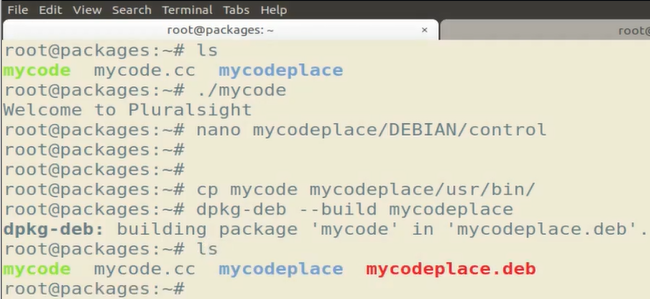 File Edit View Search Terminal Tabs Help
root@packages: ~ × root@
root@packages:~# ls
mycode mycode.cc mycodeplace
root@packages:~# ./mycode
Welcome to Pluralsight
root@packages:~# nano mycodeplace/DEBIAN/control
root@packages:~#
root@packages:~#
root@packages:~# cp mycode mycodeplace/usr/bin/
root@packages:~# dpkg-deb --build mycodeplace
dpkg-deb: building package 'mycode' in 'mycodeplace.deb'.
root@packages:~# ls
mycode mycode.cc mycodeplace mycodeplace.deb
root@packages:~#